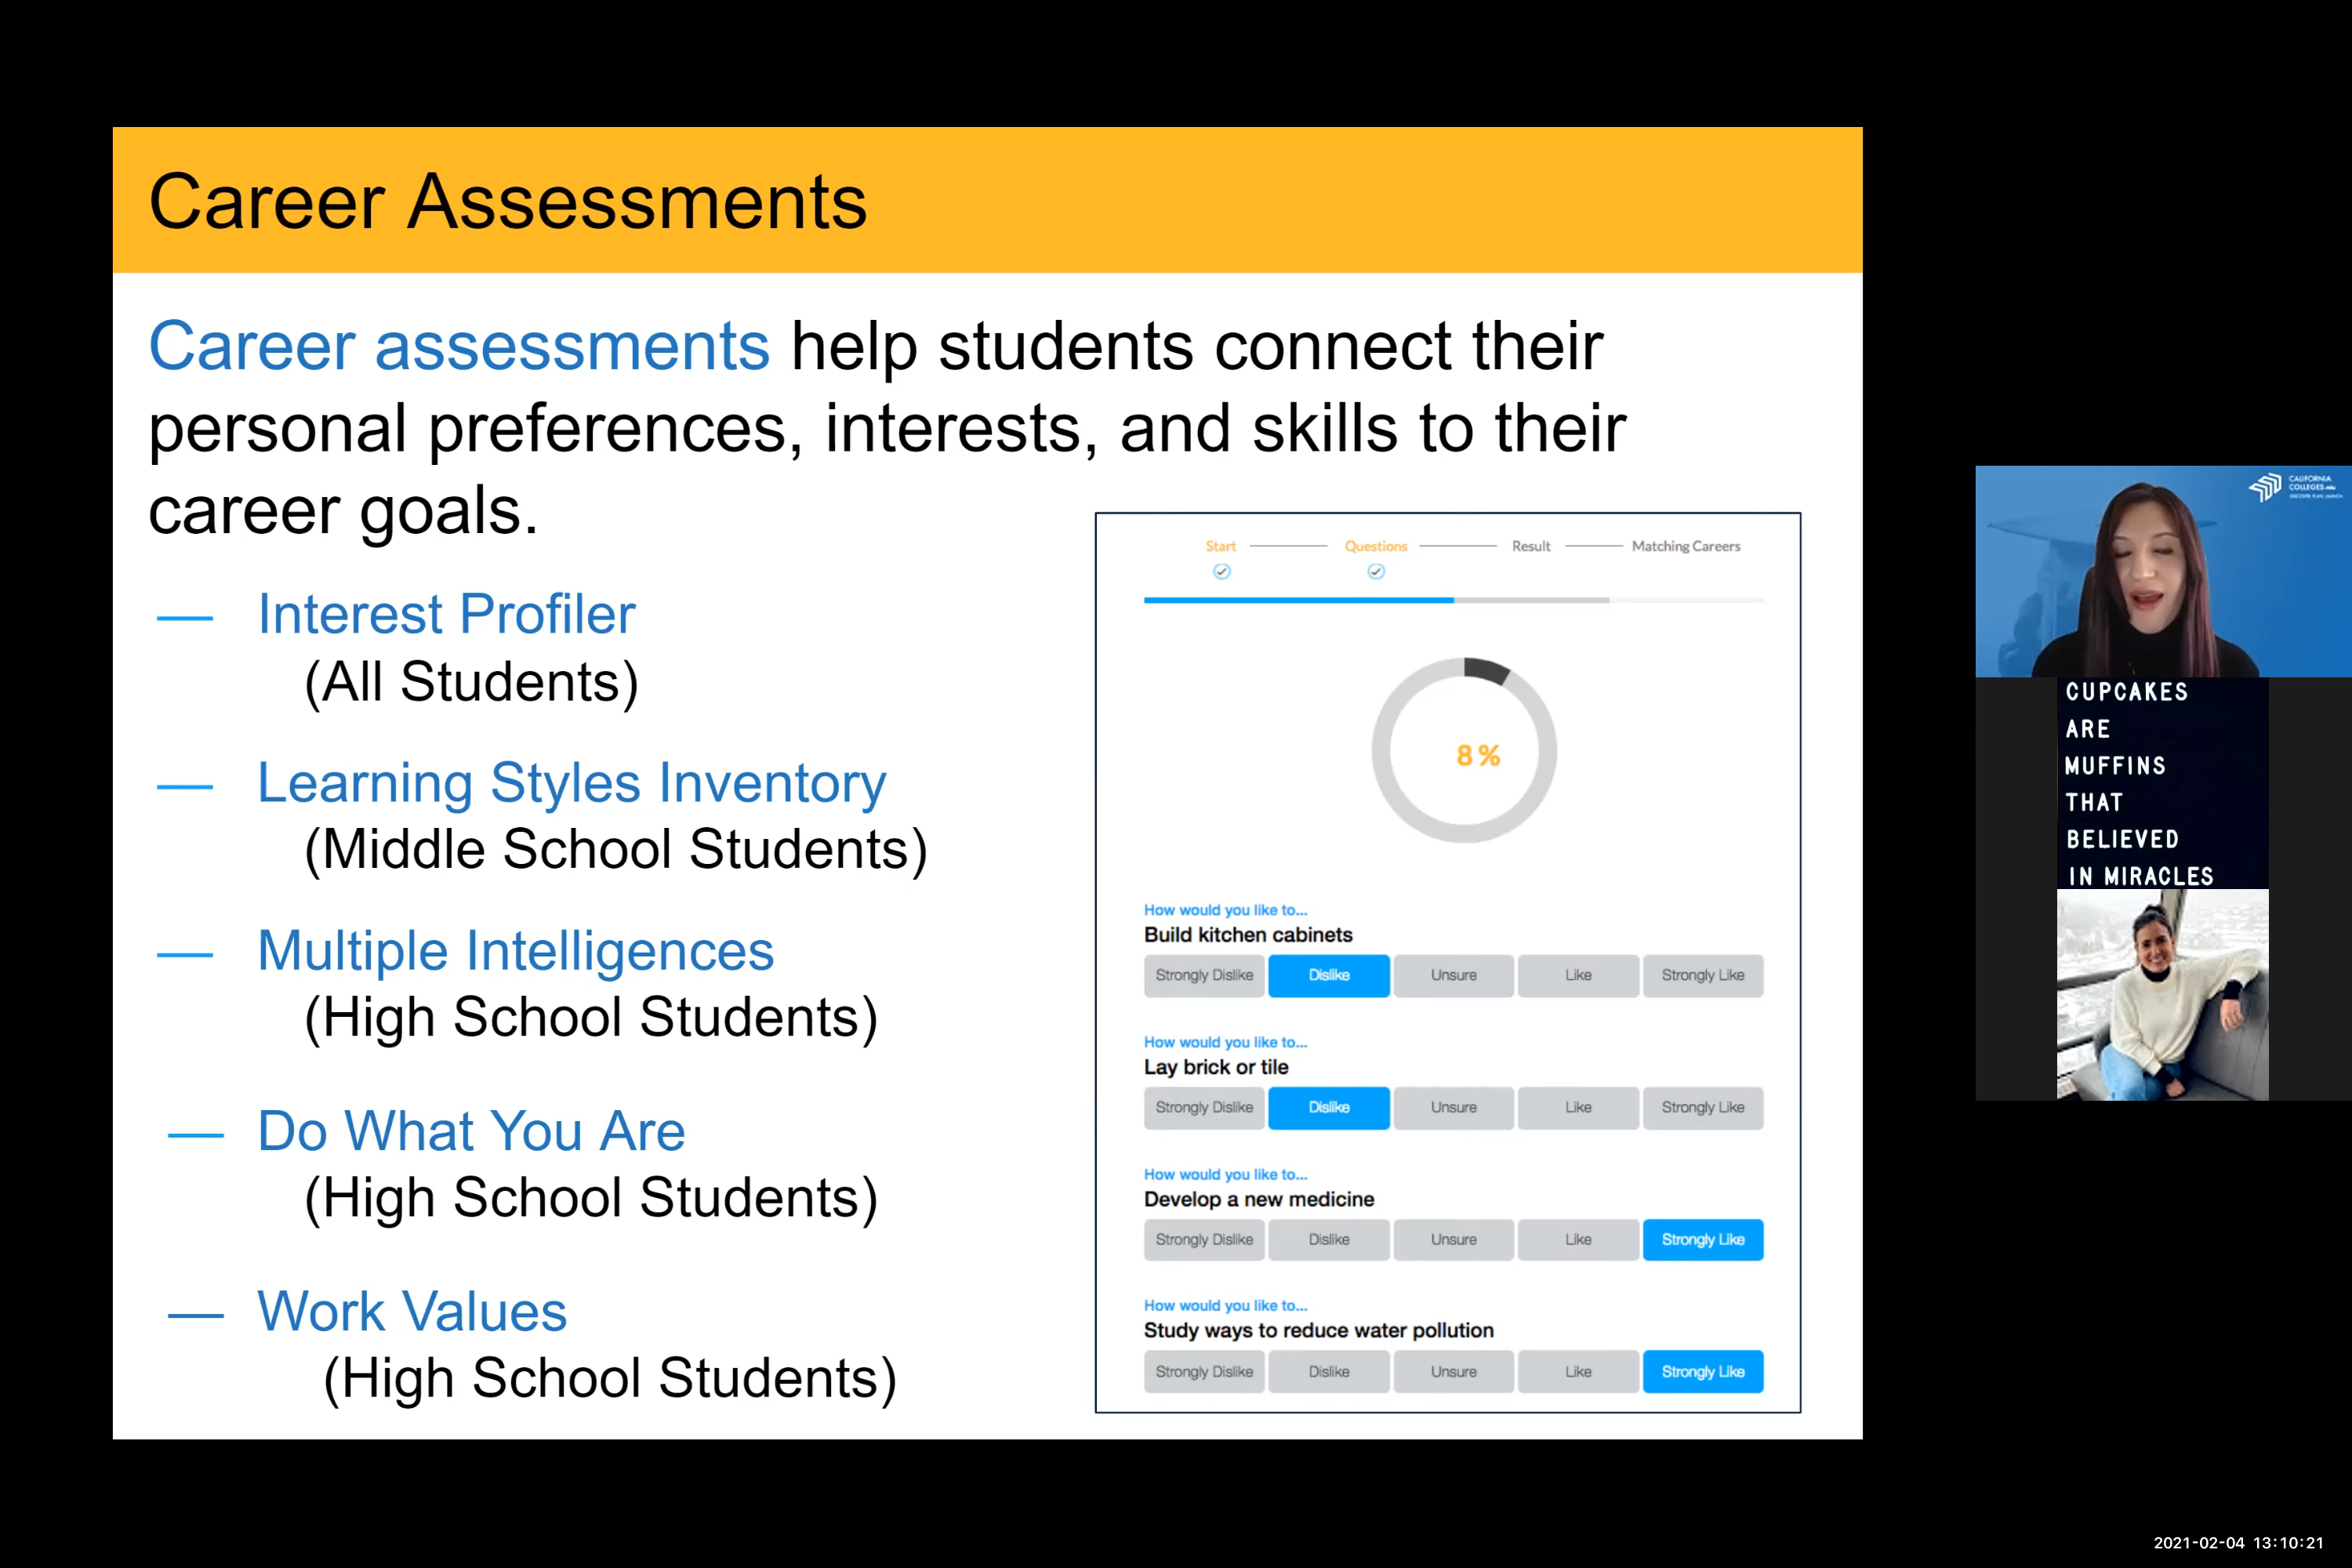 Career Assessments
Career assessments help students connect their
personal preferences, interests, and skills to their
career goals.
— Interest Profiler
(All Students)
— Learning Styles Inventory
(Middle School Students)
— Multiple Intelligences
(High School Students)
— Do What You Are
(High School Students)
— Work Values
(High School Students)
Start Questions Result Matching Careers
8%
How would you like to...
Build kitchen cabinets
Strongly Dislike Dislike Unsure Like Strongly Like
How would you like to...
Lay brick or tile
Strongly Dislike Dislike Unsure Like Strongly Like
How would you like to...
Develop a new medicine
Strongly Dislike Dislike Unsure Like Strongly Like
How would you like to...
Study ways to reduce water pollution
Strongly Dislike Dislike Unsure Like Strongly Like
CALIFORNIA
COLLEGES.edu
DISCOVER. PLAN. LAUNCH.
CUPCAKES
ARE
MUFFINS
THAT
BELIEVED
IN MIRACLES
2021-02-04 13:10:21